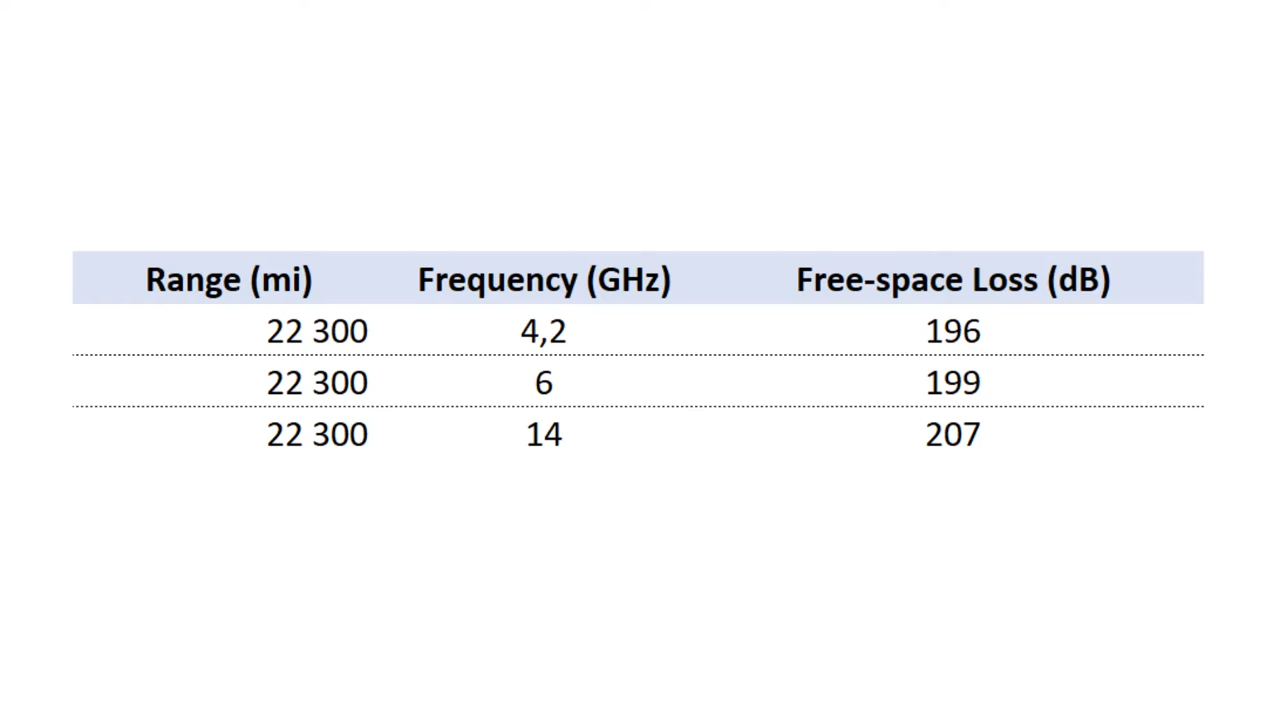 Range (mi) Frequency (GHz) Free-space Loss (dB)
22 300 4,2 196
22 300 6 199
22 300 14 207